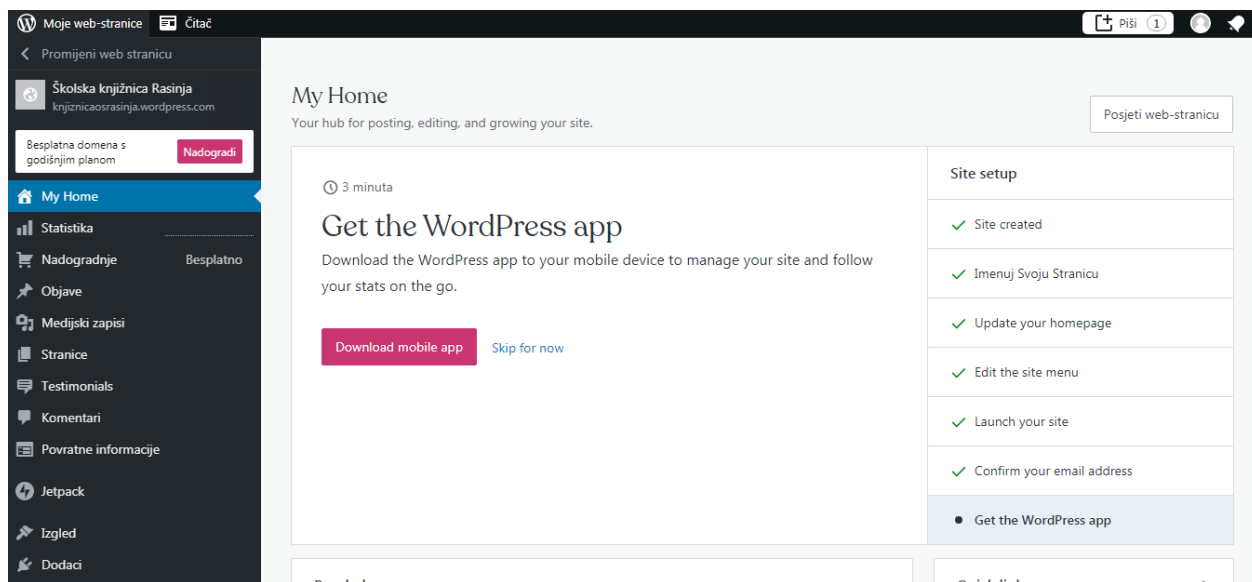 Moje web-stranice
Čitač
Piši 1
Promijeni web stranicu
Školska knjižnica Rasinja
knjiznicaosrasinja.wordpress.com
Besplatna domena s
godišnjim planom
Nadogradi
My Home
Statistika
Nadogradnje Besplatno
Objave
Medijski zapisi
Stranice
Testimonials
Komentari
Povratne informacije
Jetpack
Izgled
Dodaci
My Home
Your hub for posting, editing, and growing your site.
Posjeti web-stranicu
3 minuta
Get the WordPress app
Download the WordPress app to your mobile device to manage your site and follow
your stats on the go.
Download mobile app
Skip for now
Site setup
Site created
Imenuj Svoju Stranicu
Update your homepage
Edit the site menu
Launch your site
Confirm your email address
Get the WordPress app